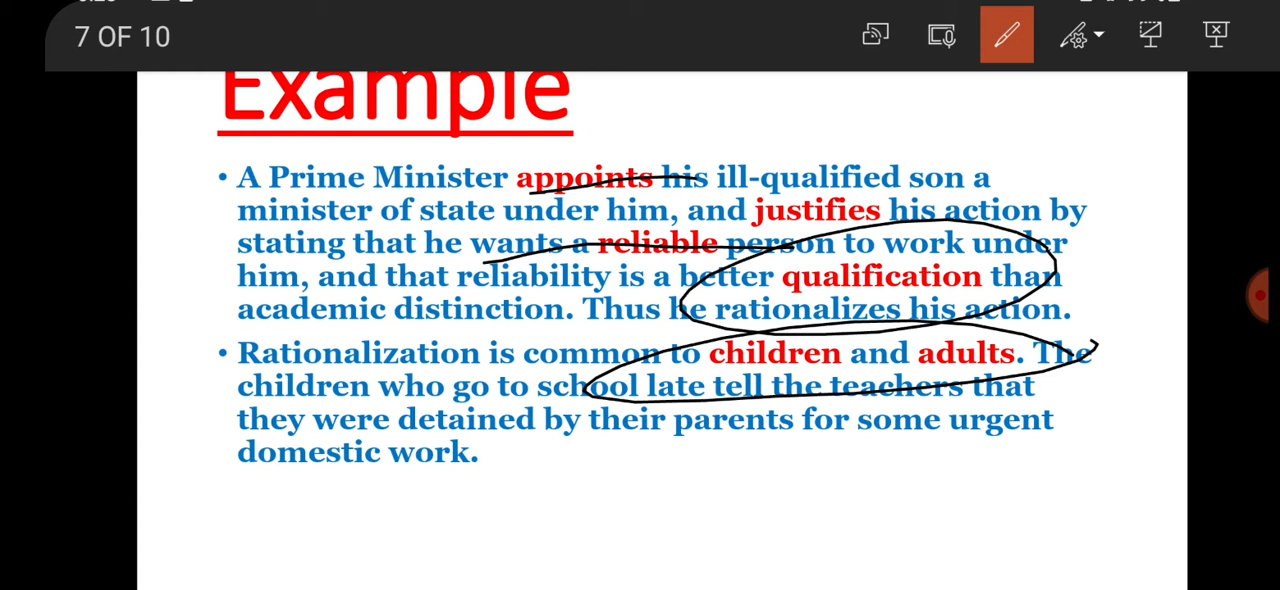 7 OF 10
Example
• A Prime Minister appoints his ill-qualified son a
minister of state under him, and justifies his action by
stating that he wants a reliable person to work under
him, and that reliability is a better qualification than
academic distinction. Thus he rationalizes his action.
• Rationalization is common to children and adults. The
children who go to school late tell the teachers that
they were detained by their parents for some urgent
domestic work.